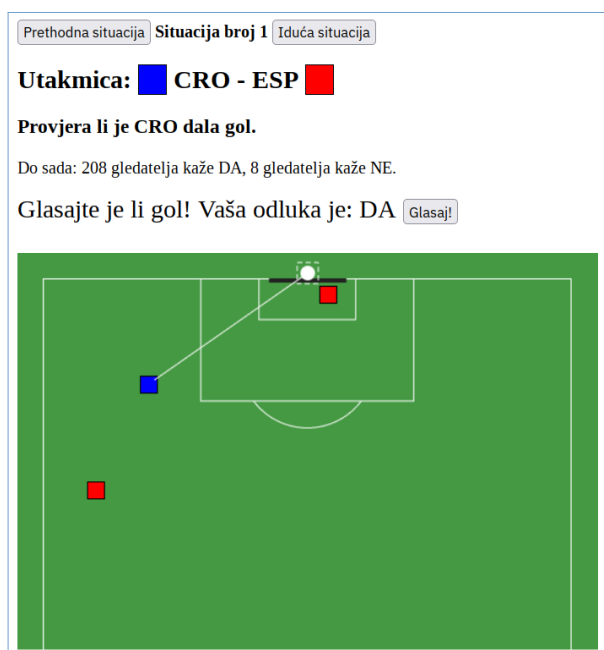 Prethodna situacija Situacija broj 1 Iduća situacija
Utakmica: CRO - ESP
Provjera li je CRO dala gol.
Do sada: 208 gledatelja kaže DA, 8 gledatelja kaže NE.
Glasajte je li gol! Vaša odluka je: DA Glasaj!